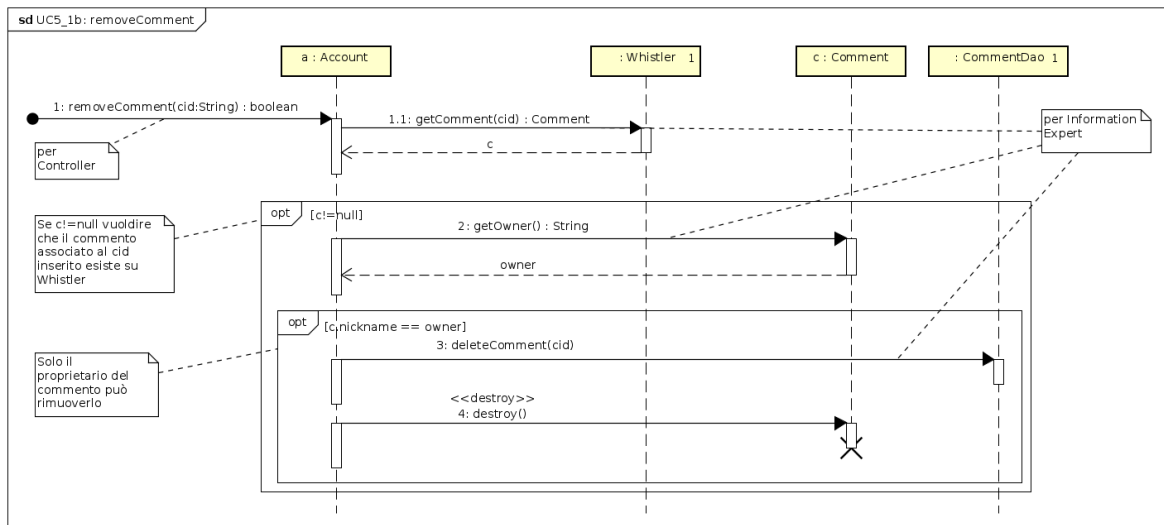 sd UC5_1b: removeComment
a : Account
: Whistler 1
c : Comment
: CommentDao 1
1: removeComment(cid:String) : boolean
1.1: getComment(cid) : Comment
c
per
Controller
per Information
Expert
opt [c!=null]
Se c!=null vuoldire
che il commento
associato al cid
inserito esiste su
Whistler
2: getOwner() : String
owner
opt [c.nickname == owner]
3: deleteComment(cid)
Solo il
proprietario del
commento può
rimuoverlo
<<destroy>>
4: destroy()